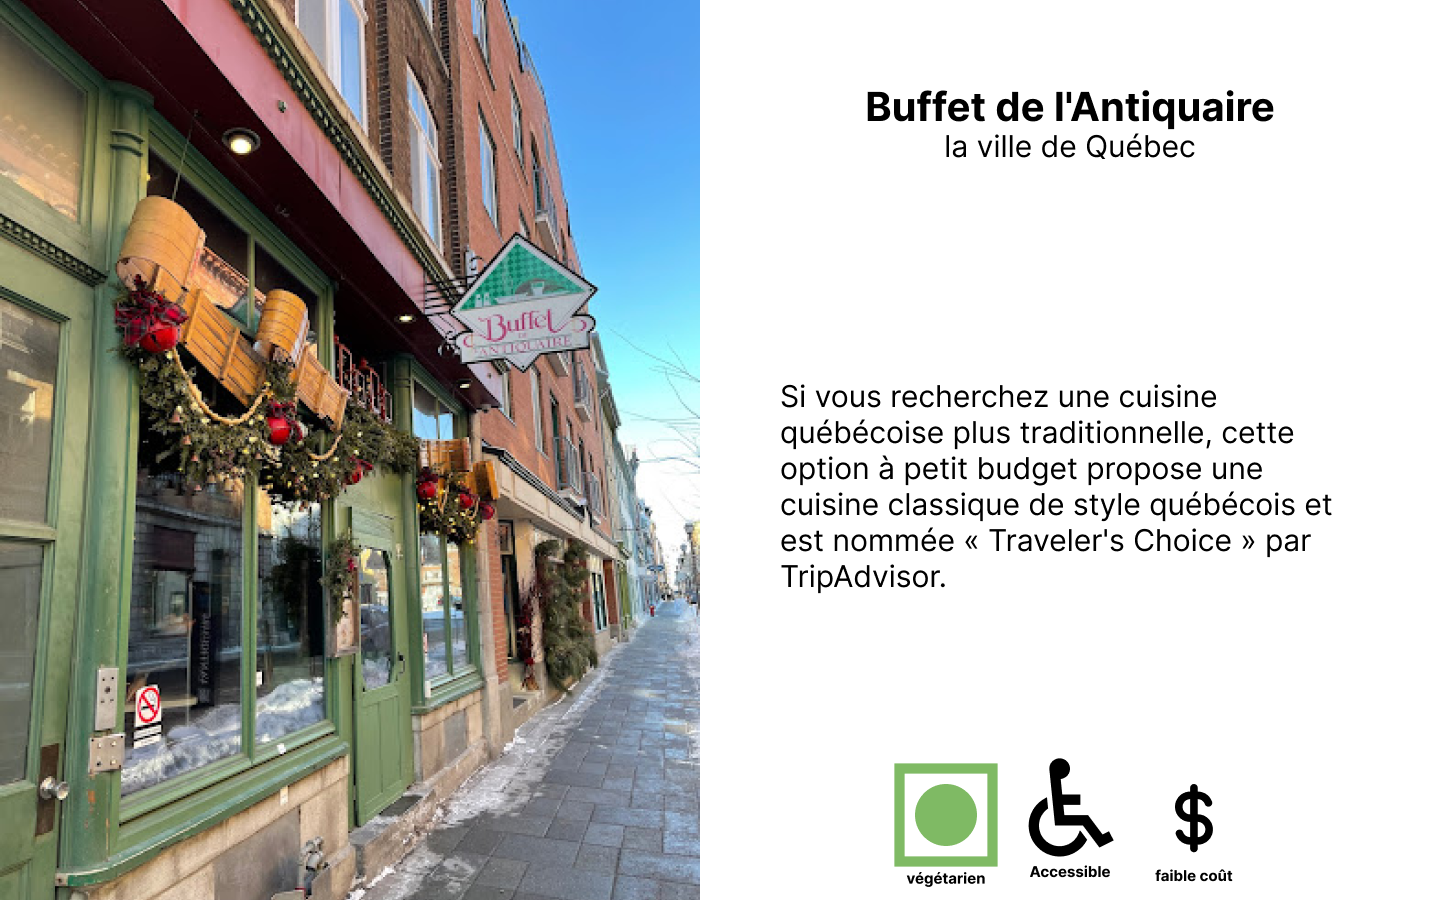 Buffet de l'Antiquaire
la ville de Québec
Buffet
DE
L'ANTIQUAIRE
Si vous recherchez une cuisine
québécoise plus traditionnelle, cette
option à petit budget propose une
cuisine classique de style québécois et
est nommée « Traveler's Choice » par
TripAdvisor.
végétarien
Accessible
$
faible coût